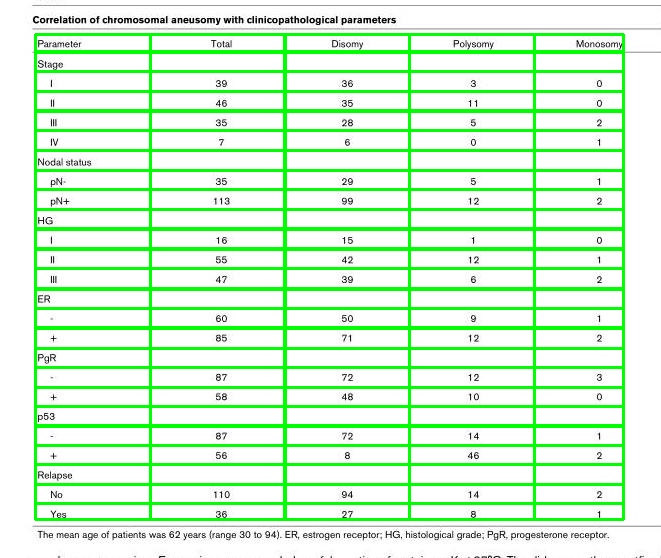 Correlation of chromosomal aneusomy with clinicopathological parameters
Parameter Total Disomy Polysomy Monosomy
Stage
I 39 36 3 0
II 46 35 11 0
III 35 28 5 2
IV 7 6 0 1
Nodal status
pN- 35 29 5 1
pN+ 113 99 12 2
HG
I 16 15 1 0
II 55 42 12 1
III 47 39 6 2
ER
- 60 50 9 1
+ 85 71 12 2
PgR
- 87 72 12 3
+ 58 48 10 0
p53
- 87 72 14 1
+ 56 8 46 2
Relapse
No 110 94 14 2
Yes 36 27 8 1
The mean age of patients was 62 years (range 30 to 94). ER, estrogen receptor; HG, histological grade; PgR, progesterone receptor.